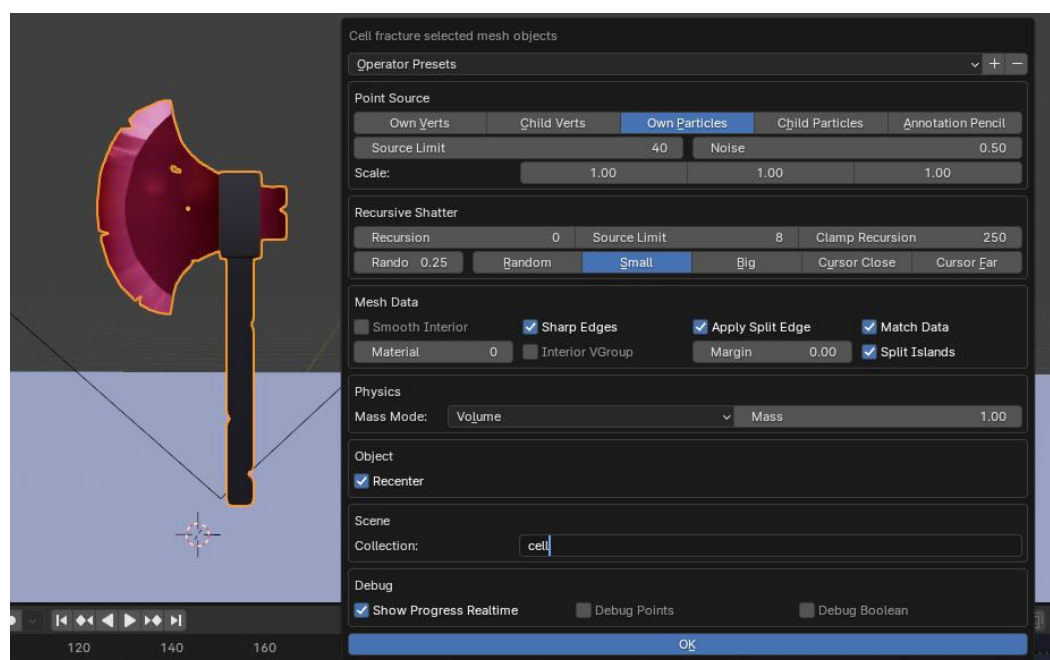 Cell fracture selected mesh objects
Operator Presets
Point Source
Own Verts Child Verts Own Particles Child Particles Annotation Pencil
Source Limit 40 Noise 0.50
Scale: 1.00 1.00 1.00
Recursive Shatter
Recursion 0 Source Limit 8 Clamp Recursion 250
Rando 0.25 Random Small Big Cursor Close Cursor Far
Mesh Data
Smooth Interior Sharp Edges Apply Split Edge Match Data
Material 0 Interior VGroup Margin 0.00 Split Islands
Physics
Mass Mode: Volume Mass 1.00
Object
Recenter
Scene
Collection: cell
Debug
Show Progress Realtime Debug Points Debug Boolean
OK
120 140 160